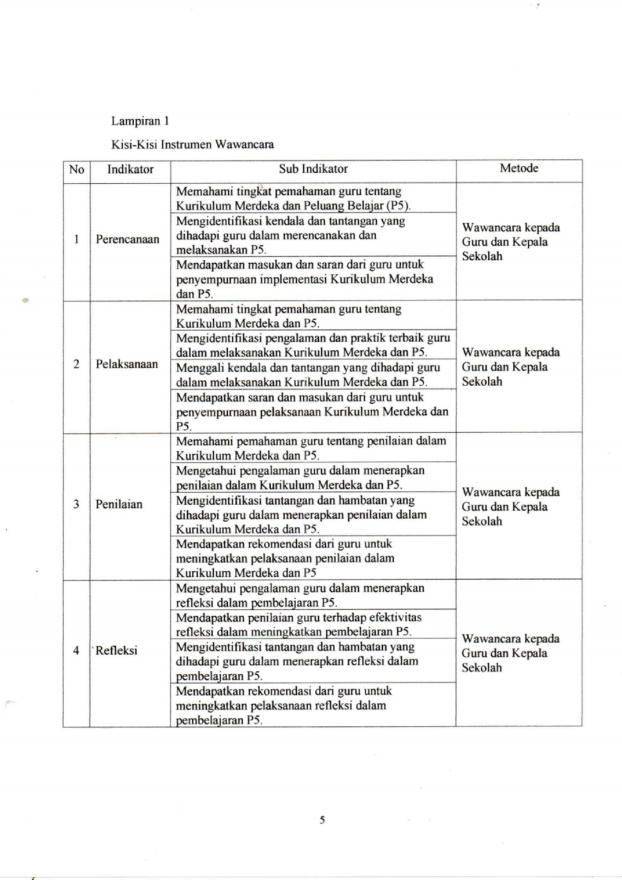 Lampiran 1
Kisi-Kisi Instrumen Wawancara
No Indikator Sub Indikator Metode
1 Perencanaan
Memahami tingkat pemahaman guru tentang
Kurikulum Merdeka dan Peluang Belajar (P5).
Mengidentifikasi kendala dan tantangan yang
dihadapi guru dalam merencanakan dan
melaksanakan P5.
Mendapatkan masukan dan saran dari guru untuk
penyempurnaan implementasi Kurikulum Merdeka
dan P5.
Wawancara kepada
Guru dan Kepala
Sekolah
2 Pelaksanaan
Memahami tingkat pemahaman guru tentang
Kurikulum Merdeka dan P5.
Mengidentifikasi pengalaman dan praktik terbaik guru
dalam melaksanakan Kurikulum Merdeka dan P5.
Menggali kendala dan tantangan yang dihadapi guru
dalam melaksanakan Kurikulum Merdeka dan P5.
Mendapatkan saran dan masukan dari guru untuk
penyempurnaan pelaksanaan Kurikulum Merdeka dan
P5.
Wawancara kepada
Guru dan Kepala
Sekolah
3 Penilaian
Memahami pemahaman guru tentang penilaian dalam
Kurikulum Merdeka dan P5.
Mengetahui pengalaman guru dalam menerapkan
penilaian dalam Kurikulum Merdeka dan P5.
Mengidentifikasi tantangan dan hambatan yang
dihadapi guru dalam menerapkan penilaian dalam
Kurikulum Merdeka dan P5.
Mendapatkan rekomendasi dari guru untuk
meningkatkan pelaksanaan penilaian dalam
Kurikulum Merdeka dan P5
Wawancara kepada
Guru dan Kepala
Sekolah
4 Refleksi
Mengetahui pengalaman guru dalam menerapkan
refleksi dalam pembelajaran P5.
Mendapatkan penilaian guru terhadap efektivitas
refleksi dalam meningkatkan pembelajaran P5.
Mengidentifikasi tantangan dan hambatan yang
dihadapi guru dalam menerapkan refleksi dalam
pembelajaran P5.
Mendapatkan rekomendasi dari guru untuk
meningkatkan pelaksanaan refleksi dalam
pembelajaran P5.
Wawancara kepada
Guru dan Kepala
Sekolah
5